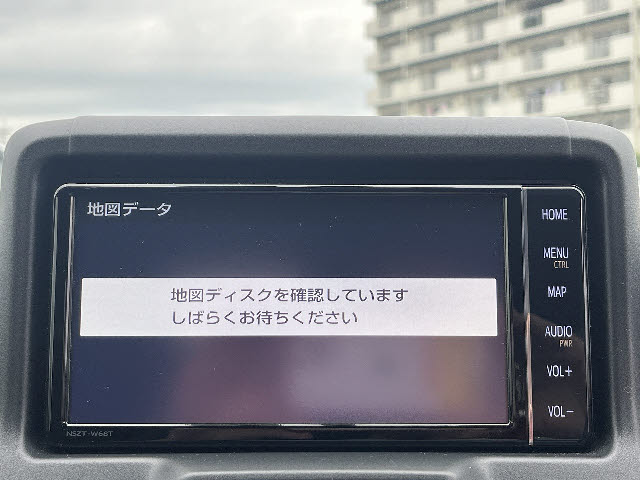 地図データ
地図ディスクを確認しています
しばらくお待ちください
HOME
MENU
CTRL
MAP
AUDIO
PWR
VOL+
VOL-
NSZT-W68T